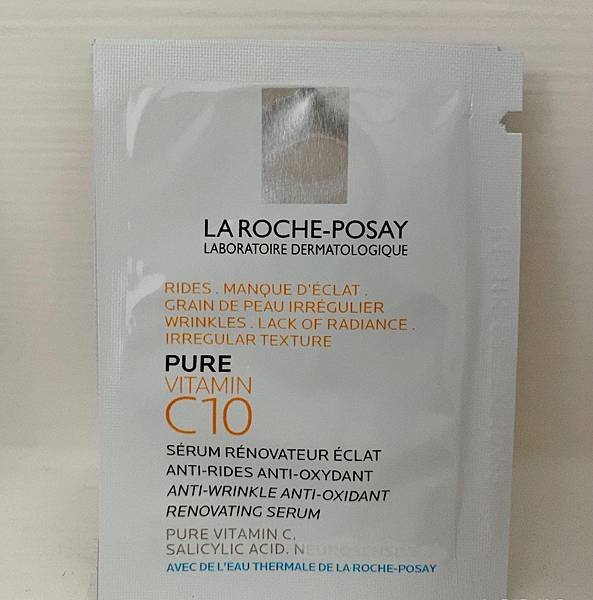 LA ROCHE-POSAY
LABORATOIRE DERMATOLOGIQUE
RIDES . MANQUE D'ÉCLAT .
GRAIN DE PEAU IRRÉGULIER
WRINKLES . LACK OF RADIANCE .
IRREGULAR TEXTURE
PURE
VITAMIN
C10
SÉRUM RÉNOVATEUR ÉCLAT
ANTI-RIDES ANTI-OXYDANT
ANTI-WRINKLE ANTI-OXIDANT
RENOVATING SERUM
PURE VITAMIN C.
SALICYLIC ACID.
AVEC DE L'EAU THERMALE DE LA ROCHE-POSAY